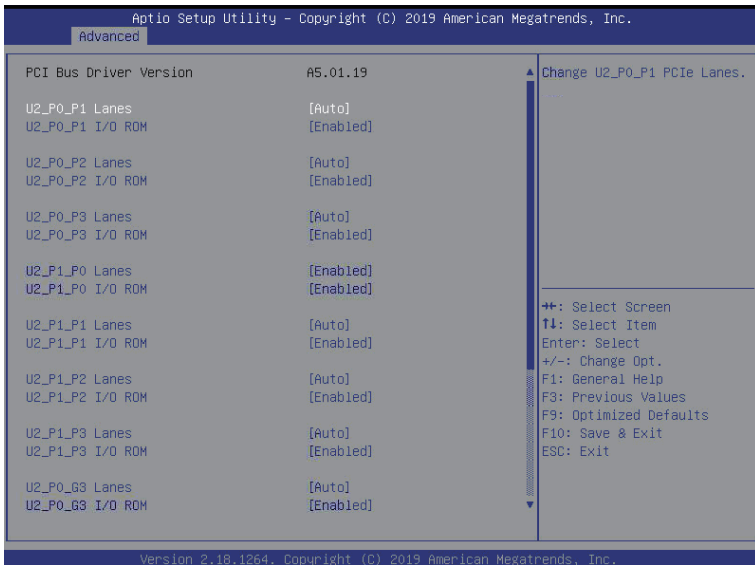 Aptio Setup Utility – Copyright (C) 2019 American Megatrends, Inc.
Advanced
PCI Bus Driver Version A5.01.19
U2_P0_P1 Lanes [Auto]
U2_P0_P1 I/O ROM [Enabled]
U2_P0_P2 Lanes [Auto]
U2_P0_P2 I/O ROM [Enabled]
U2_P0_P3 Lanes [Auto]
U2_P0_P3 I/O ROM [Enabled]
U2_P1_P0 Lanes [Enabled]
U2_P1_P0 I/O ROM [Enabled]
U2_P1_P1 Lanes [Auto]
U2_P1_P1 I/O ROM [Enabled]
U2_P1_P2 Lanes [Auto]
U2_P1_P2 I/O ROM [Enabled]
U2_P1_P3 Lanes [Auto]
U2_P1_P3 I/O ROM [Enabled]
U2_P0_G3 Lanes [Auto]
U2_P0_G3 I/O ROM [Enabled]
Change U2_P0_P1 PCIe Lanes.
→←: Select Screen
↑↓: Select Item
Enter: Select
+/-: Change Opt.
F1: General Help
F3: Previous Values
F9: Optimized Defaults
F10: Save & Exit
ESC: Exit
Version 2.18.1264. Copyright (C) 2019 American Megatrends, Inc.